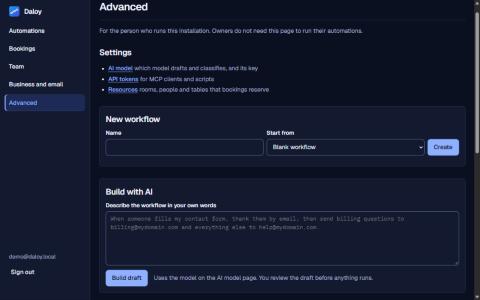 Daloy
Automations
Bookings
Team
Business and email
Advanced
demo@daloy.local
Sign out
Advanced
For the person who runs this installation. Owners do not need this page to run their automations.
Settings
AI model which model drafts and classifies, and its key
API tokens for MCP clients and scripts
Resources rooms, people and tables that bookings reserve
New workflow
Name
Start from
Blank workflow
Create
Build with AI
Describe the workflow in your own words
When someone fills my contact form, thank them by email, then send billing questions to
billing@mydomain.com and everything else to help@mydomain.com.
Build draft
Uses the model on the AI model page. You review the draft before anything runs.